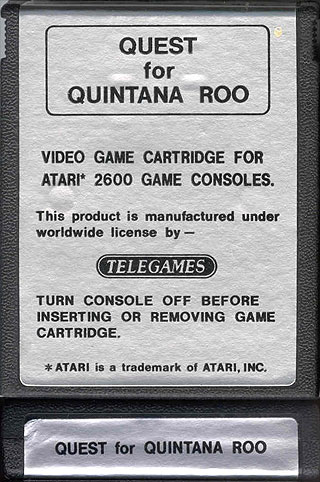 QUEST
for
QUINTANA ROO
VIDEO GAME CARTRIDGE FOR
ATARI* 2600 GAME CONSOLES.
This product is manufactured under
worldwide license by —
TELEGAMES
TURN CONSOLE OFF BEFORE
INSERTING OR REMOVING GAME
CARTRIDGE.
*ATARI is a trademark of ATARI, INC.
QUEST for QUINTANA ROO